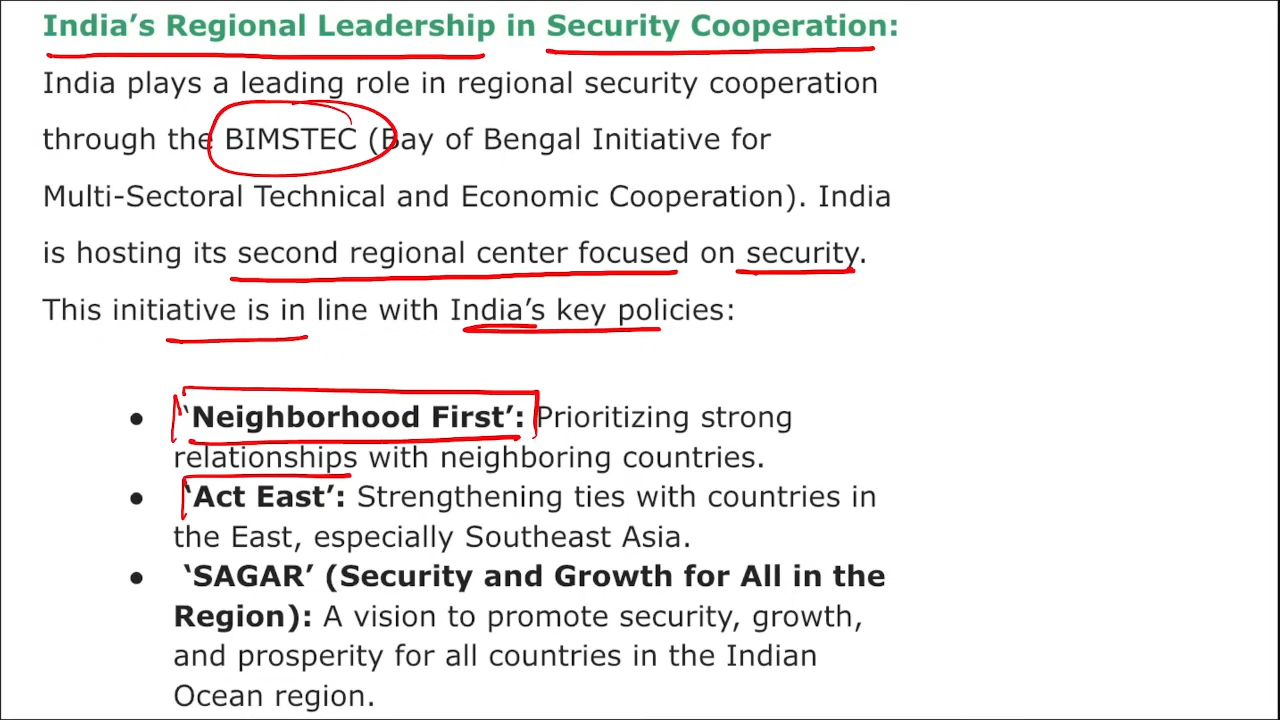 India’s Regional Leadership in Security Cooperation:
India plays a leading role in regional security cooperation
through the BIMSTEC (Bay of Bengal Initiative for
Multi-Sectoral Technical and Economic Cooperation). India
is hosting its second regional center focused on security.
This initiative is in line with India’s key policies:
● ‘Neighborhood First’: Prioritizing strong
relationships with neighboring countries.
● ‘Act East’: Strengthening ties with countries in
the East, especially Southeast Asia.
● ‘SAGAR’ (Security and Growth for All in the
Region): A vision to promote security, growth,
and prosperity for all countries in the Indian
Ocean region.